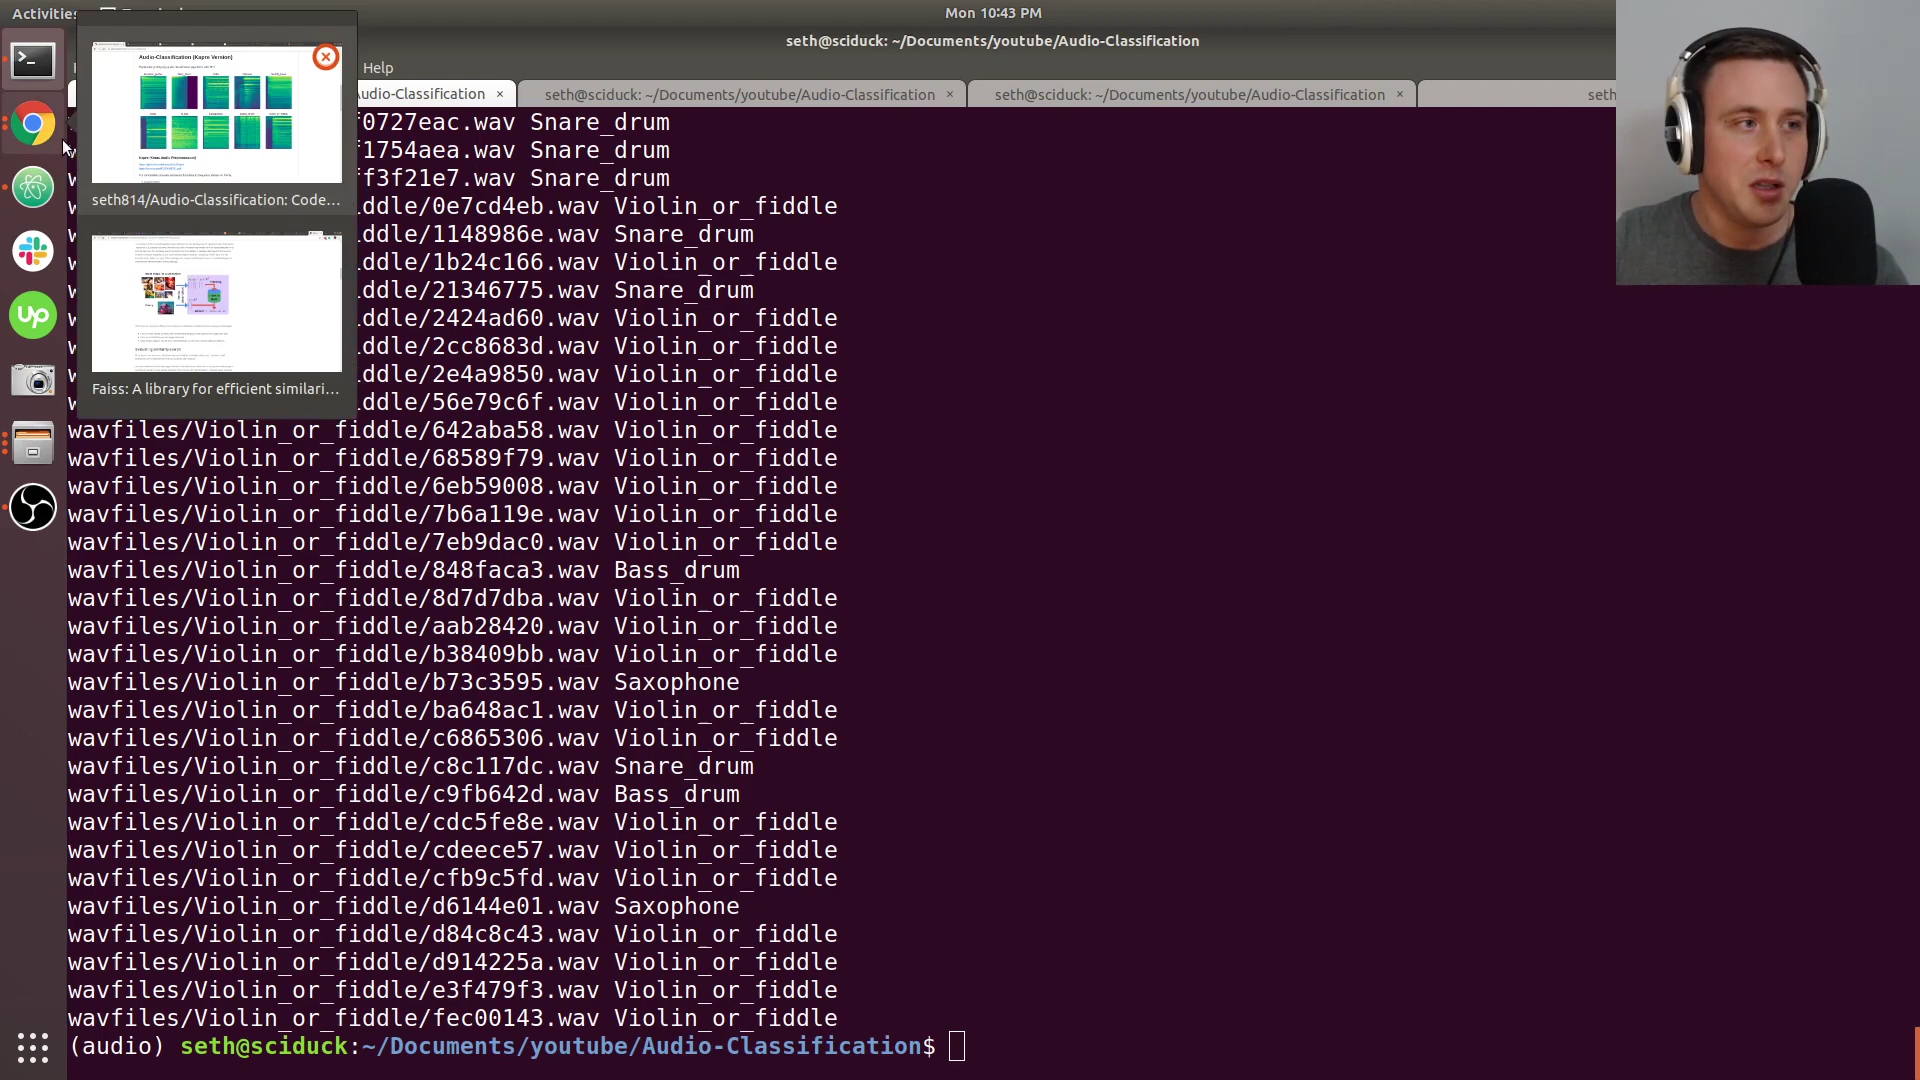 Activities
Mon 10:43 PM
seth@sciduck: ~/Documents/youtube/Audio-Classification
Help
udio-Classification ×
seth@sciduck: ~/Documents/youtube/Audio-Classification ×
seth@sciduck: ~/Documents/youtube/Audio-Classification ×
seth
Audio-Classification (Kapre Version)
seth814/Audio-Classification: Code...
Faiss: A library for efficient similari...
up
f0727eac.wav Snare_drum
f1754aea.wav Snare_drum
ff3f21e7.wav Snare_drum
ddle/0e7cd4eb.wav Violin_or_fiddle
ddle/1148986e.wav Snare_drum
ddle/1b24c166.wav Violin_or_fiddle
ddle/21346775.wav Snare_drum
ddle/2424ad60.wav Violin_or_fiddle
ddle/2cc8683d.wav Violin_or_fiddle
ddle/2e4a9850.wav Violin_or_fiddle
ddle/56e79c6f.wav Violin_or_fiddle
wavfiles/Violin_or_fiddle/642aba58.wav Violin_or_fiddle
wavfiles/Violin_or_fiddle/68589f79.wav Violin_or_fiddle
wavfiles/Violin_or_fiddle/6eb59008.wav Violin_or_fiddle
wavfiles/Violin_or_fiddle/7b6a119e.wav Violin_or_fiddle
wavfiles/Violin_or_fiddle/7eb9dac0.wav Violin_or_fiddle
wavfiles/Violin_or_fiddle/848faca3.wav Bass_drum
wavfiles/Violin_or_fiddle/8d7d7dba.wav Violin_or_fiddle
wavfiles/Violin_or_fiddle/aab28420.wav Violin_or_fiddle
wavfiles/Violin_or_fiddle/b38409bb.wav Violin_or_fiddle
wavfiles/Violin_or_fiddle/b73c3595.wav Saxophone
wavfiles/Violin_or_fiddle/ba648ac1.wav Violin_or_fiddle
wavfiles/Violin_or_fiddle/c6865306.wav Violin_or_fiddle
wavfiles/Violin_or_fiddle/c8c117dc.wav Snare_drum
wavfiles/Violin_or_fiddle/c9fb642d.wav Bass_drum
wavfiles/Violin_or_fiddle/cdc5fe8e.wav Violin_or_fiddle
wavfiles/Violin_or_fiddle/cdeece57.wav Violin_or_fiddle
wavfiles/Violin_or_fiddle/cfb9c5fd.wav Violin_or_fiddle
wavfiles/Violin_or_fiddle/d6144e01.wav Saxophone
wavfiles/Violin_or_fiddle/d84c8c43.wav Violin_or_fiddle
wavfiles/Violin_or_fiddle/d914225a.wav Violin_or_fiddle
wavfiles/Violin_or_fiddle/e3f479f3.wav Violin_or_fiddle
wavfiles/Violin_or_fiddle/fec00143.wav Violin_or_fiddle
(audio) seth@sciduck:~/Documents/youtube/Audio-Classification$